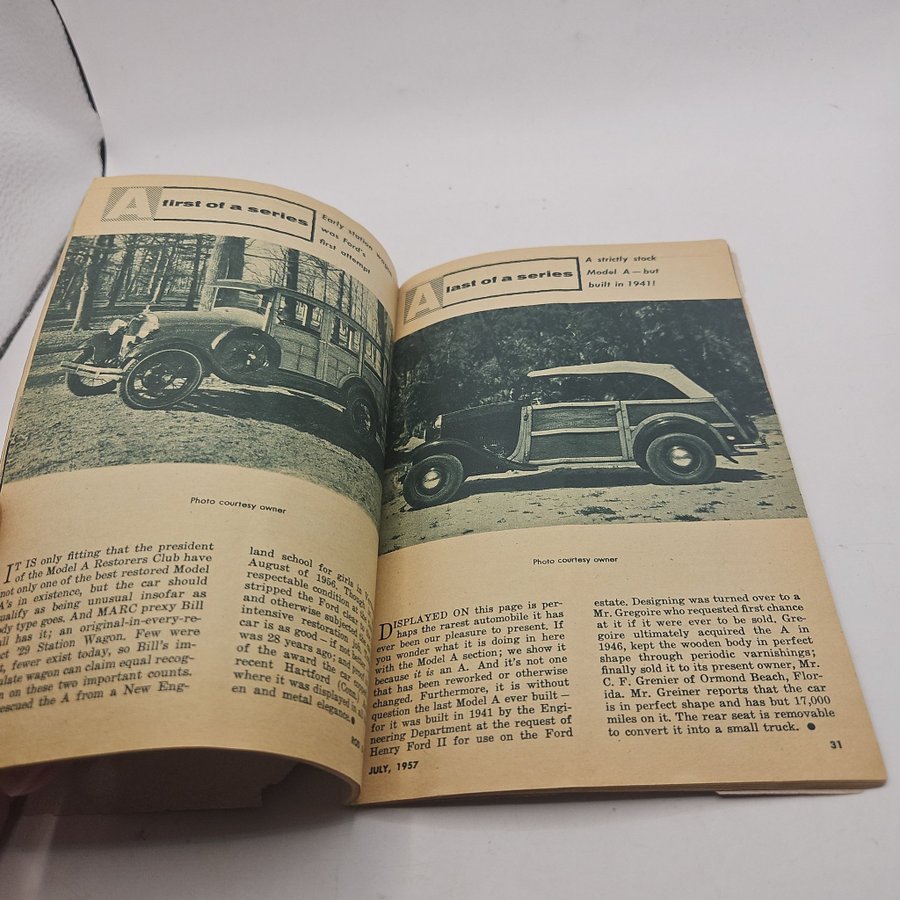 A first of a series
Early station wagon
was Ford's
first attempt
Photo courtesy owner
IT IS only fitting that the president
of the Model A Restorers Club have
not only one of the best restored Model
A's in existence, but the car should
qualify as being unusual insofar as
body type goes. And MARC prexy Bill
has it; an original-in-every-re-
'29 Station Wagon. Few were
fewer exist today, so Bill's im-
wagon can claim equal recog-
on these two important counts.
rescued the A from a New Eng-
land school for girls in
August of 1956. Though
respectable condition at
stripped the Ford
and otherwise subjected
intensive restoration job.
car is as good — if not
was 28 years ago; and
of the award the car
recent Hartford (Conn.)
where it was displayed in all
en and metal elegance. ●
A last of a series
A strictly stock
Model A — but
built in 1941!
Photo courtesy owner
DISPLAYED ON this page is per-
haps the rarest automobile it has
ever been our pleasure to present. If
you wonder what it is doing in here
with the Model A section; we show it
because it is an A. And it's not one
that has been reworked or otherwise
changed. Furthermore, it is without
question the last Model A ever built —
for it was built in 1941 by the Engi-
neering Department at the request of
Henry Ford II for use on the Ford
estate. Designing was turned over to a
Mr. Gregoire who requested first chance
at it if it were ever to be sold. Gre-
goire ultimately acquired the A in
1946, kept the wooden body in perfect
shape through periodic varnishings;
finally sold it to its present owner, Mr.
C. F. Grenier of Ormond Beach, Flor-
ida. Mr. Greiner reports that the car
is in perfect shape and has but 17,000
miles on it. The rear seat is removable
to convert it into a small truck. ●
JULY, 1957
31